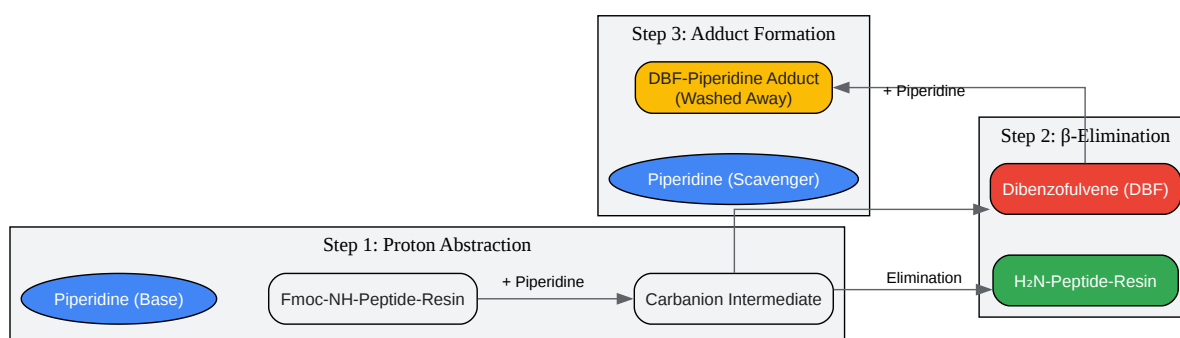 Step 3: Adduct Formation
DBF-Piperidine Adduct
(Washed Away)
+ Piperidine
Piperidine (Scavenger)
Step 2: β-Elimination
Dibenzofulvene (DBF)
H₂N-Peptide-Resin
Step 1: Proton Abstraction
Piperidine (Base)
Fmoc-NH-Peptide-Resin
+ Piperidine
Carbanion Intermediate
Elimination